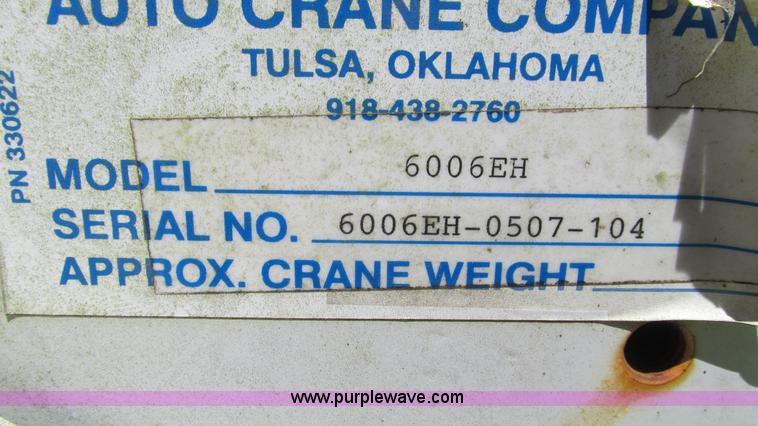 AUTO CRANE COMPAN
TULSA, OKLAHOMA
918-438-2760
PN 330622
MODEL 6006EH
SERIAL NO. 6006EH-0507-104
APPROX. CRANE WEIGHT
www.purplewave.com